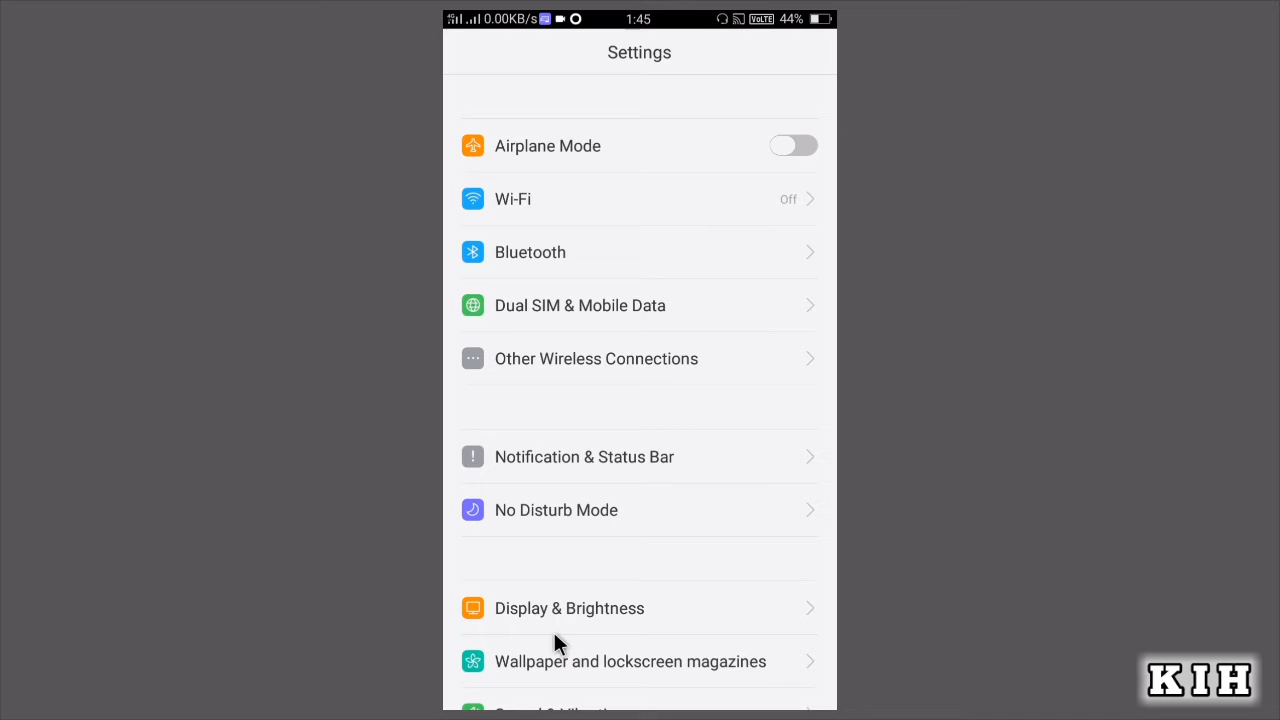 4G 0.00KB/s 1:45 VoLTE 44%
Settings
Airplane Mode
Wi-Fi Off
Bluetooth
Dual SIM & Mobile Data
Other Wireless Connections
Notification & Status Bar
No Disturb Mode
Display & Brightness
Wallpaper and lockscreen magazines
KIH